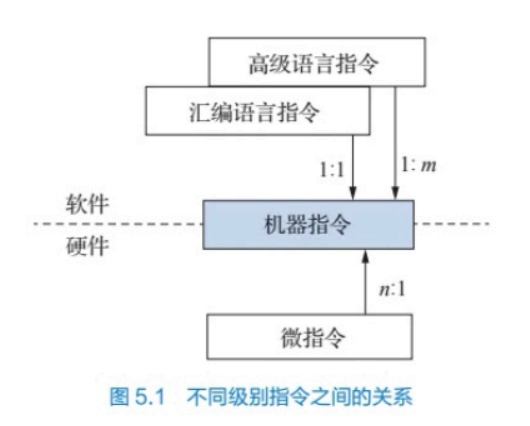 高级语言指令
汇编语言指令
1:1
1:m
软件
机器指令
硬件
n:1
微指令
图 5.1 不同级别指令之间的关系